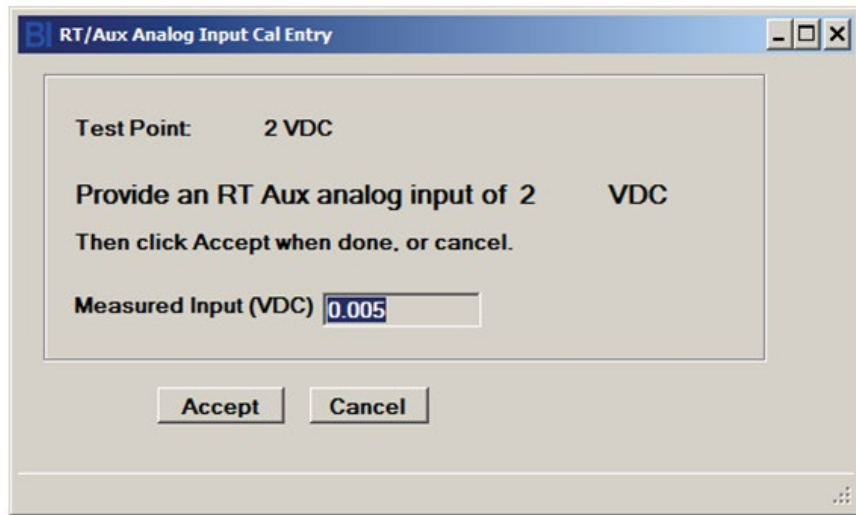 BI RT/Aux Analog Input Cal Entry
Test Point: 2 VDC
Provide an RT Aux analog input of 2 VDC
Then click Accept when done, or cancel.
Measured Input (VDC) 0.005
Accept Cancel